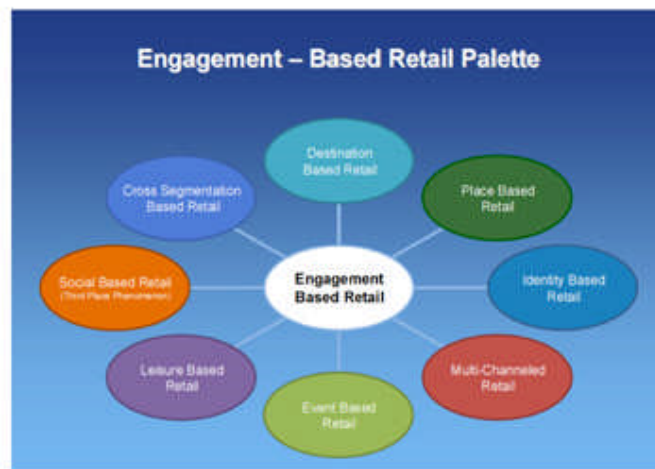 Engagement – Based Retail Palette
Destination
Based Retail
Cross Segmentation
Based Retail
Place Based
Retail
Social Based Retail
(Third Place Phenomenon)
Engagement
Based Retail
Identity Based
Retail
Leisure Based
Retail
Multi-Channeled
Retail
Event Based
Retail